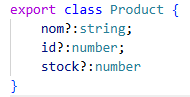 export class Product {
    nom?:string;
    id?:number;
    stock?:number
}